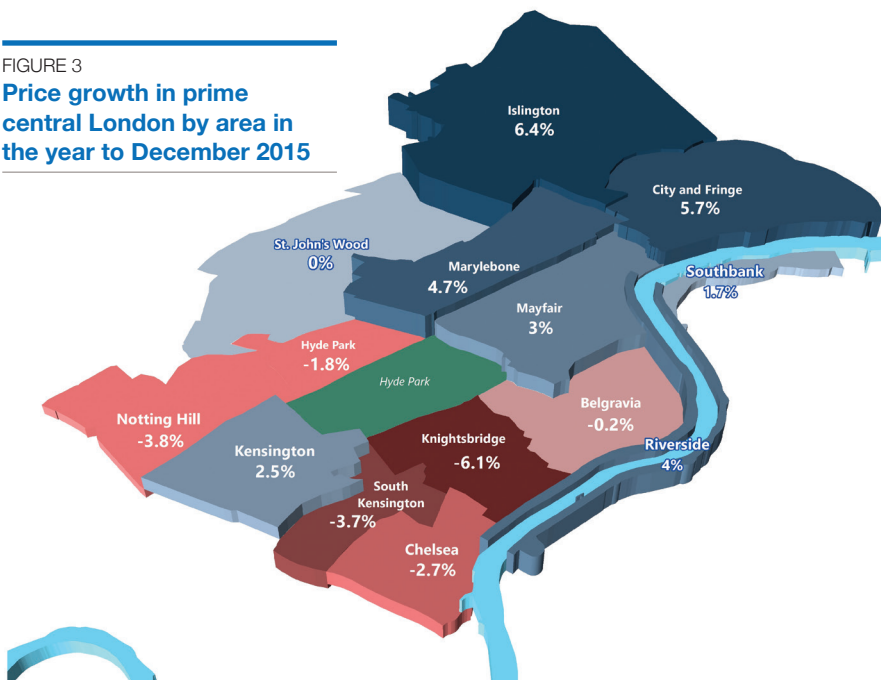 FIGURE 3
Price growth in prime
central London by area in
the year to December 2015
Islington
6.4%
City and Fringe
5.7%
St. John's Wood
0%
Marylebone
4.7%
Southbank
1.7%
Mayfair
3%
Hyde Park
-1.8%
Hyde Park
Notting Hill
-3.8%
Belgravia
-0.2%
Kensington
2.5%
Knightsbridge
-6.1%
Riverside
4%
South
Kensington
-3.7%
Chelsea
-2.7%